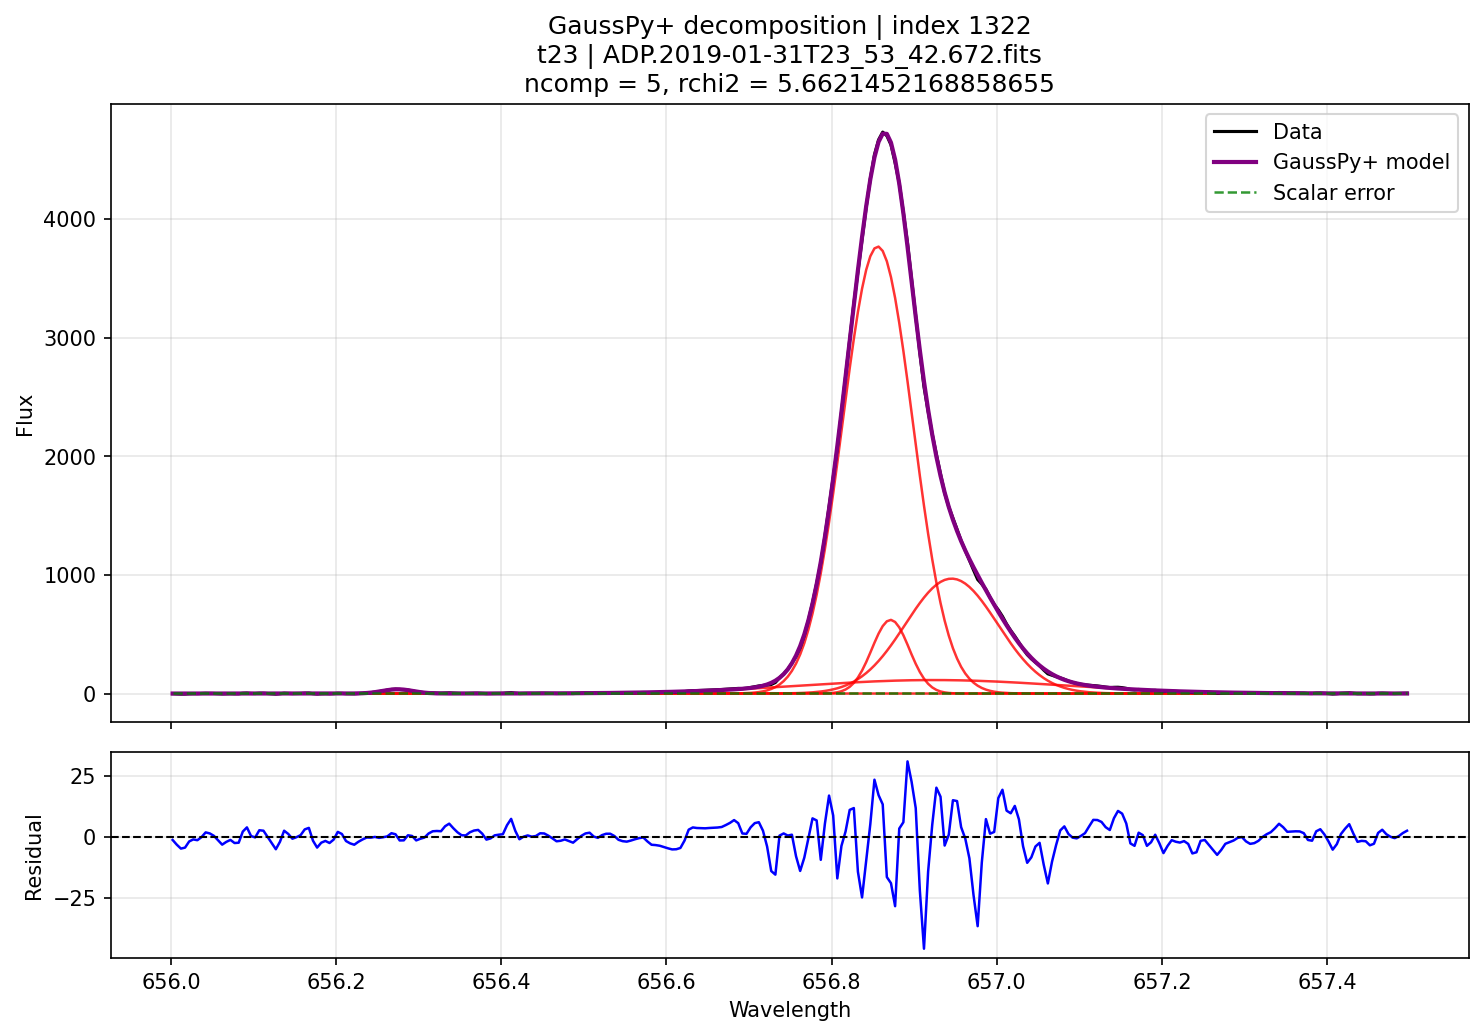 GaussPy+ decomposition | index 1322
t23 | ADP.2019-01-31T23_53_42.672.fits
ncomp = 5, rchi2 = 5.6621452168858655
Data
GaussPy+ model
Scalar error
Flux
4000
3000
2000
1000
0
Residual
25
0
−25
656.0 656.2 656.4 656.6 656.8 657.0 657.2 657.4
Wavelength